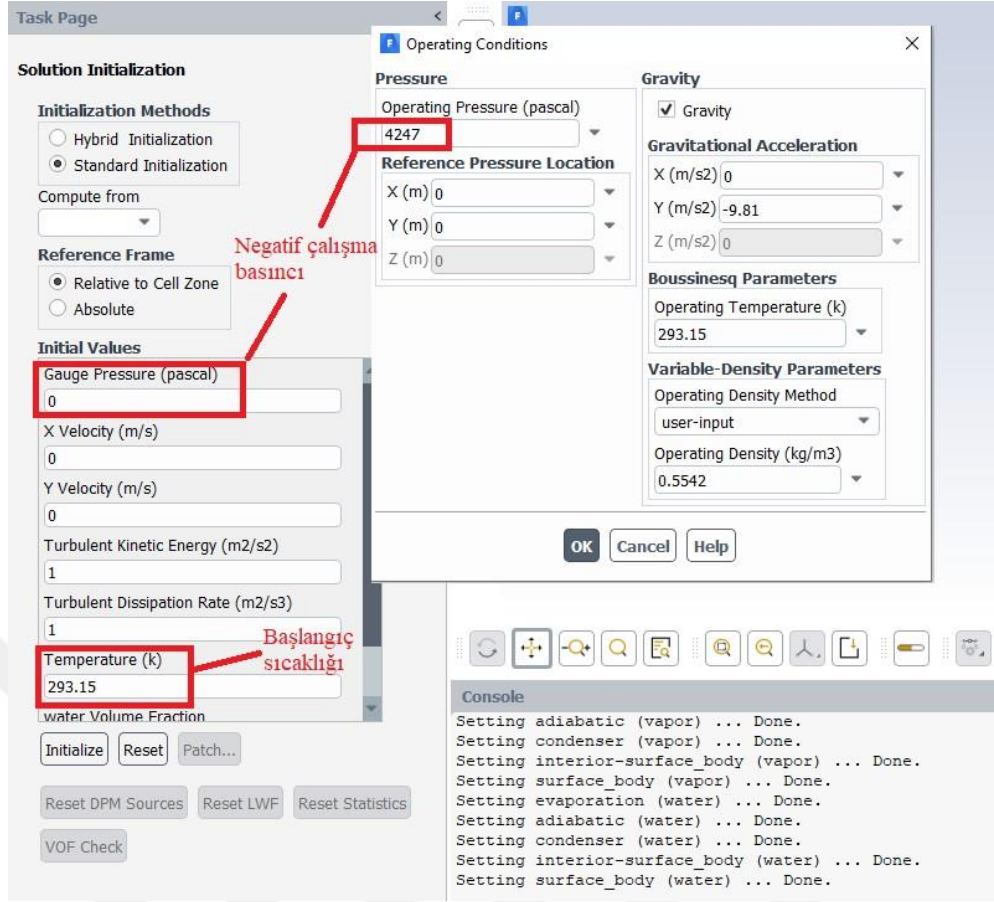 Task Page
<
Solution Initialization
Initialization Methods
Hybrid Initialization
Standard Initialization
Compute from
Reference Frame
Relative to Cell Zone
Absolute
Initial Values
Gauge Pressure (pascal)
0
X Velocity (m/s)
0
Y Velocity (m/s)
0
Turbulent Kinetic Energy (m2/s2)
1
Turbulent Dissipation Rate (m2/s3)
1
Temperature (k)
293.15
water Volume Fraction
Initialize Reset Patch...
Reset DPM Sources Reset LWF Reset Statistics
VOF Check
Negatif çalışma
basıncı
Başlangıç
sıcaklığı
Operating Conditions
Pressure
Operating Pressure (pascal)
4247
Reference Pressure Location
X (m) 0
Y (m) 0
Z (m) 0
Gravity
Gravity
Gravitational Acceleration
X (m/s2) 0
Y (m/s2) -9.81
Z (m/s2) 0
Boussinesq Parameters
Operating Temperature (k)
293.15
Variable-Density Parameters
Operating Density Method
user-input
Operating Density (kg/m3)
0.5542
OK Cancel Help
Console
Setting adiabatic (vapor) ... Done.
Setting condenser (vapor) ... Done.
Setting interior-surface_body (vapor) ... Done.
Setting surface_body (vapor) ... Done.
Setting evaporation (water) ... Done.
Setting adiabatic (water) ... Done.
Setting condenser (water) ... Done.
Setting interior-surface_body (water) ... Done.
Setting surface_body (water) ... Done.